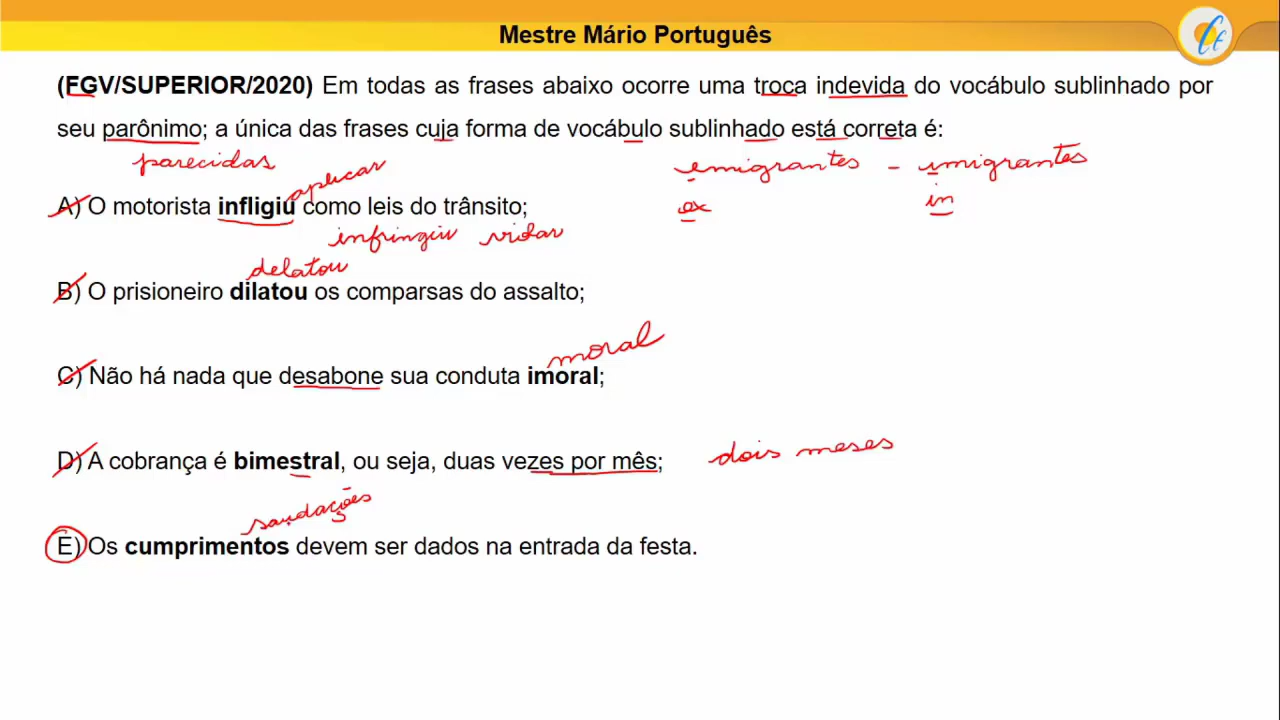 Mestre Mário Português
(FGV/SUPERIOR/2020) Em todas as frases abaixo ocorre uma troca indevida do vocábulo sublinhado por
seu parônimo; a única das frases cuja forma de vocábulo sublinhado está correta é:
parecidas
emigrantes - imigrantes
aplicar
ex
in
A) O motorista infligiu como leis do trânsito;
infringiu
delatou
B) O prisioneiro dilatou os comparsas do assalto;
moral
C) Não há nada que desabone sua conduta imoral;
D) A cobrança é bimestral, ou seja, duas vezes por mês;
dois meses
saudações
E) Os cumprimentos devem ser dados na entrada da festa.